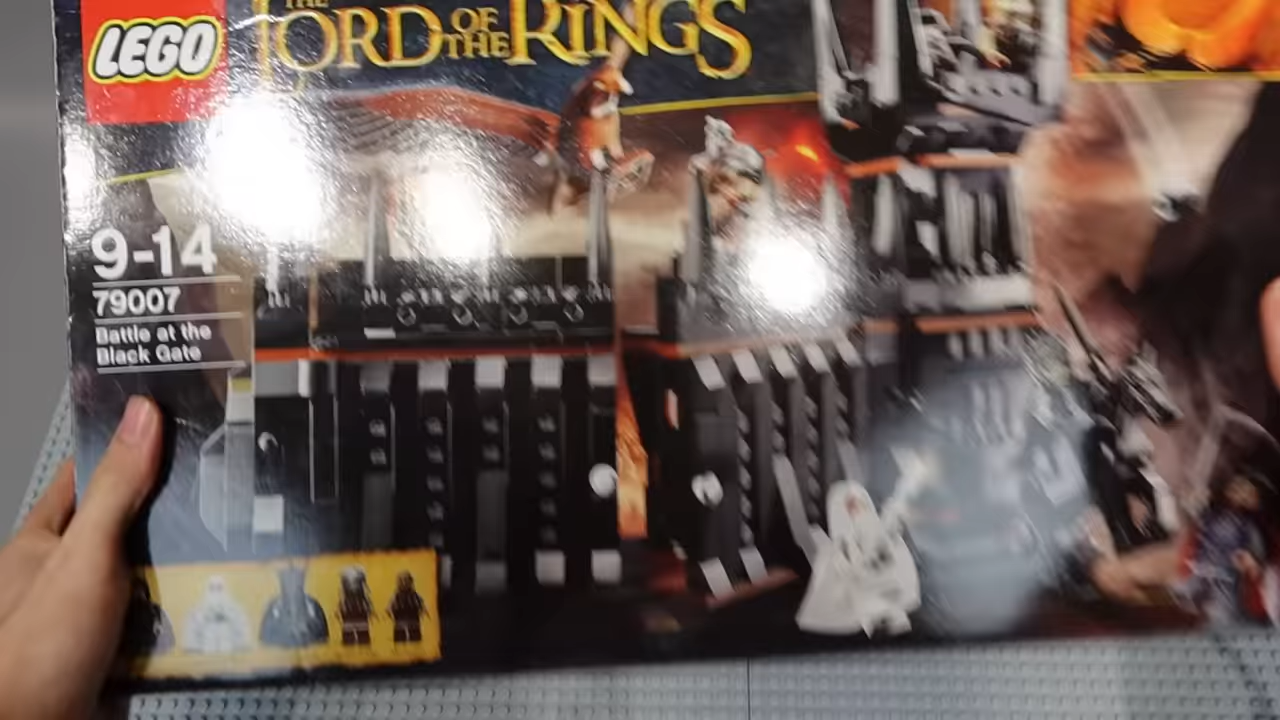 LEGO
THE
LORD OF THE RINGS
9-14
79007
Battle at the
Black Gate